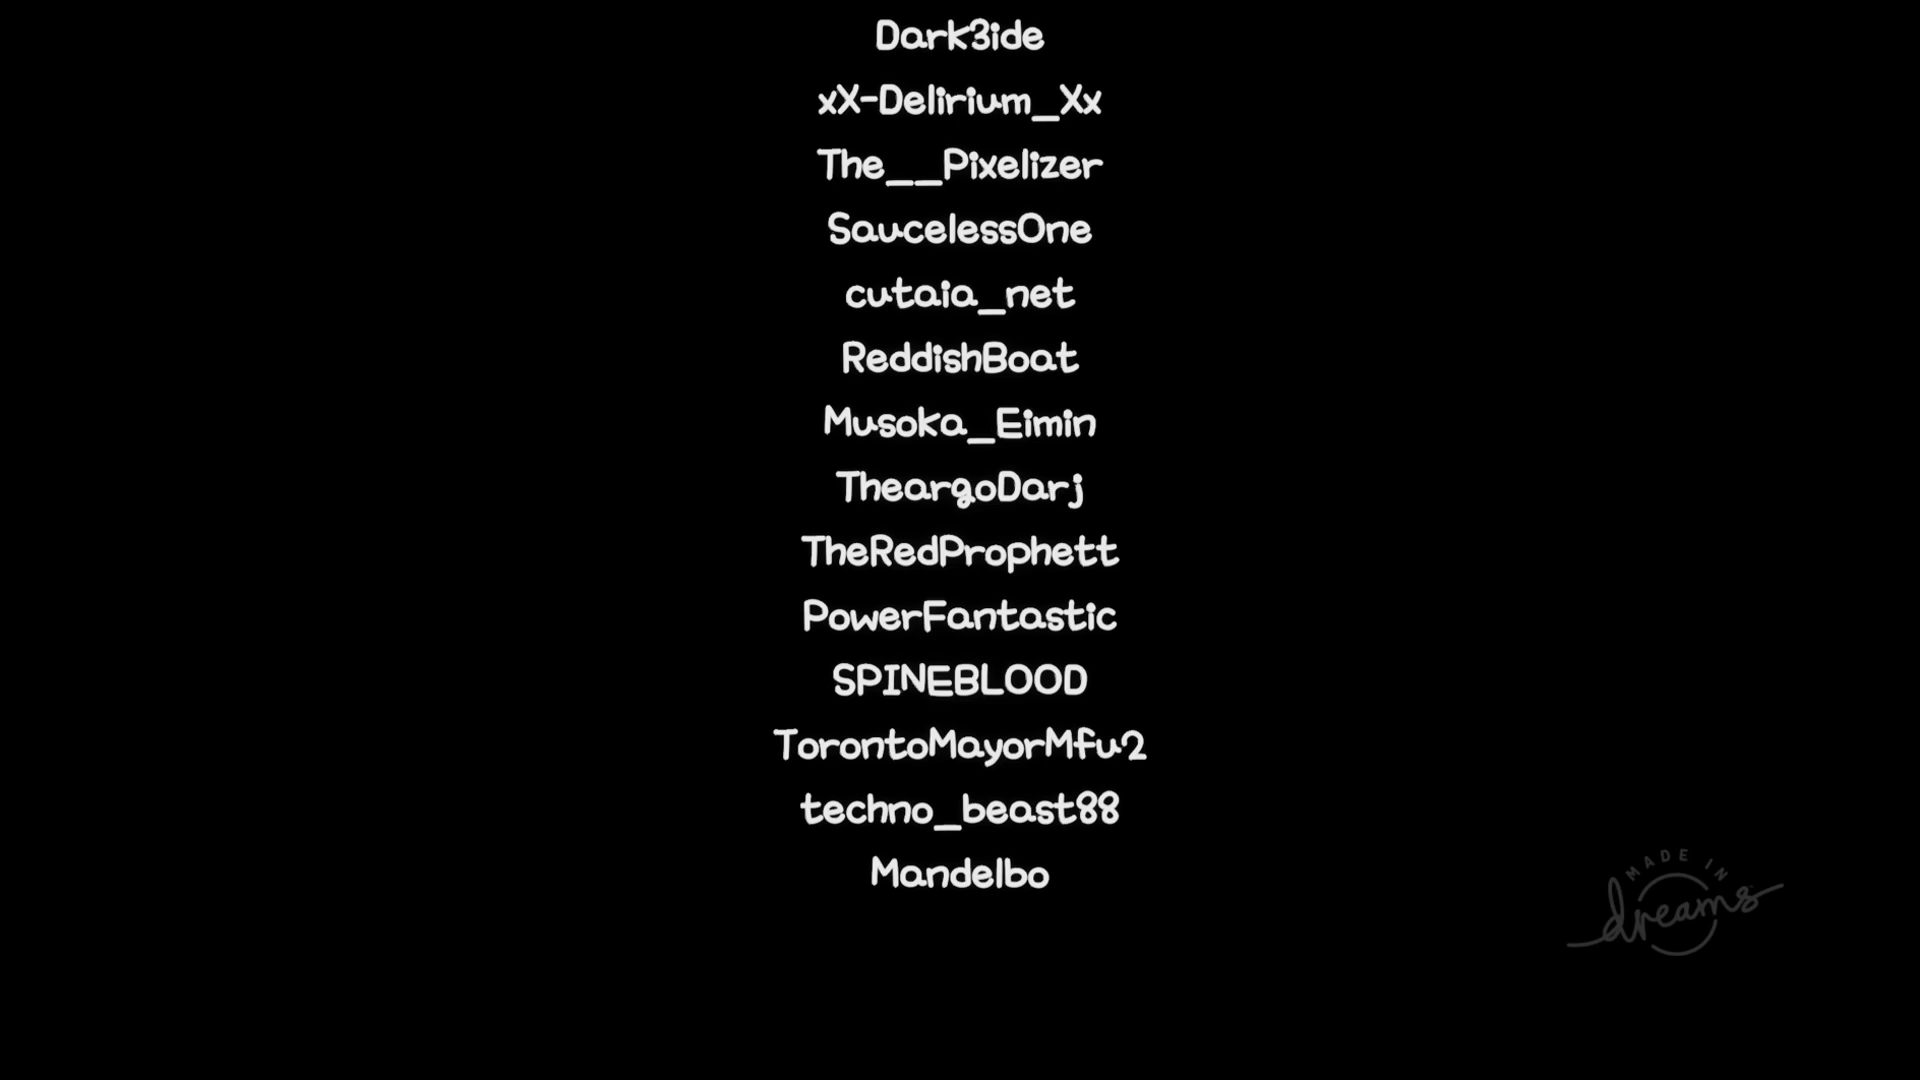 Dark3ide
xX-Delirium_Xx
The__Pixelizer
SaucelessOne
cutaia_net
ReddishBoat
Musoka_Eimin
TheargoDarj
TheRedProphett
PowerFantastic
SPINEBLOOD
TorontoMayorMfu2
techno_beast88
Mandelbo
MADE IN
dreams